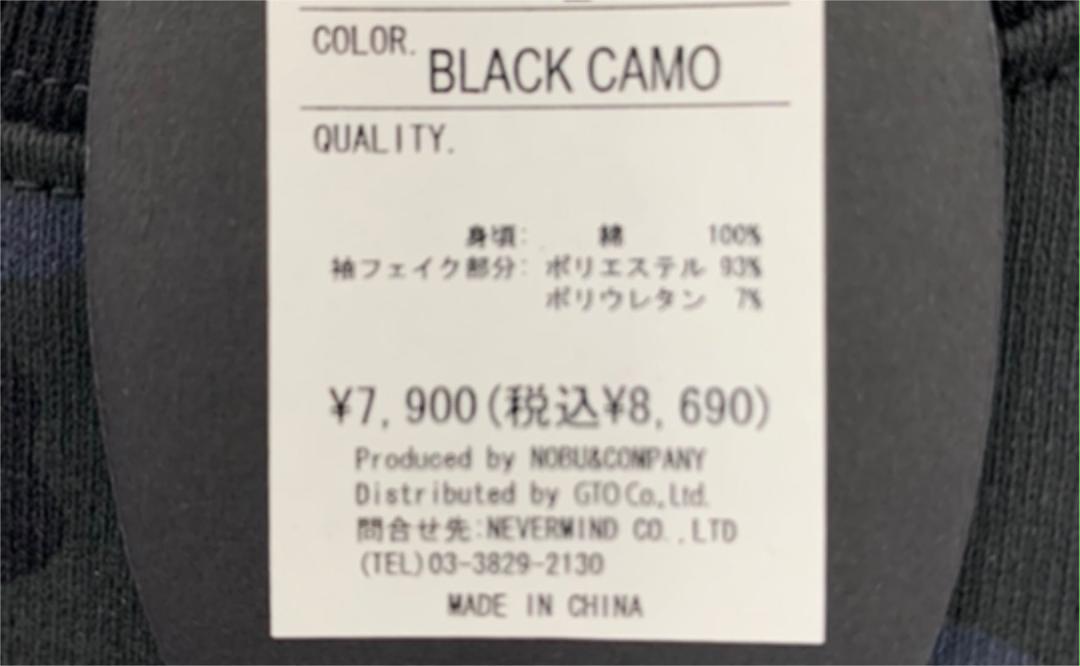 COLOR.
BLACK CAMO
QUALITY.
身頃: 綿 100%
袖フェイク部分: ポリエステル 93%
ポリウレタン 7%
¥7,900(税込¥8,690)
Produced by NOBU&COMPANY
Distributed by GTO Co., Ltd.
問合せ先:NEVERMIND CO.,LTD
(TEL)03-3829-2130
MADE IN CHINA